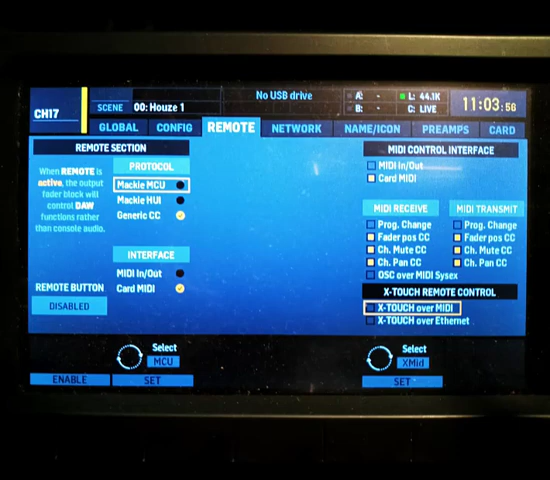 CH17
SCENE 00: Houze 1
No USB drive
A: -
B: -
L: 44.1K
C: LIVE
11:03:56
GLOBAL CONFIG REMOTE NETWORK NAME/ICON PREAMPS CARD
REMOTE SECTION
When REMOTE is
active, the output
fader block will
control DAW
functions rather
than console audio.
PROTOCOL
Mackie MCU
Mackie HUI
Generic CC
INTERFACE
MIDI In/Out
Card MIDI
REMOTE BUTTON
DISABLED
MIDI CONTROL INTERFACE
MIDI In/Out
Card MIDI
MIDI RECEIVE
Prog. Change
Fader pos CC
Ch. Mute CC
Ch. Pan CC
OSC over MIDI Sysex
MIDI TRANSMIT
Prog. Change
Fader pos CC
Ch. Mute CC
Ch. Pan CC
X-TOUCH REMOTE CONTROL
X-TOUCH over MIDI
X-TOUCH over Ethernet
Select
MCU
Select
XMid
ENABLE SET SET